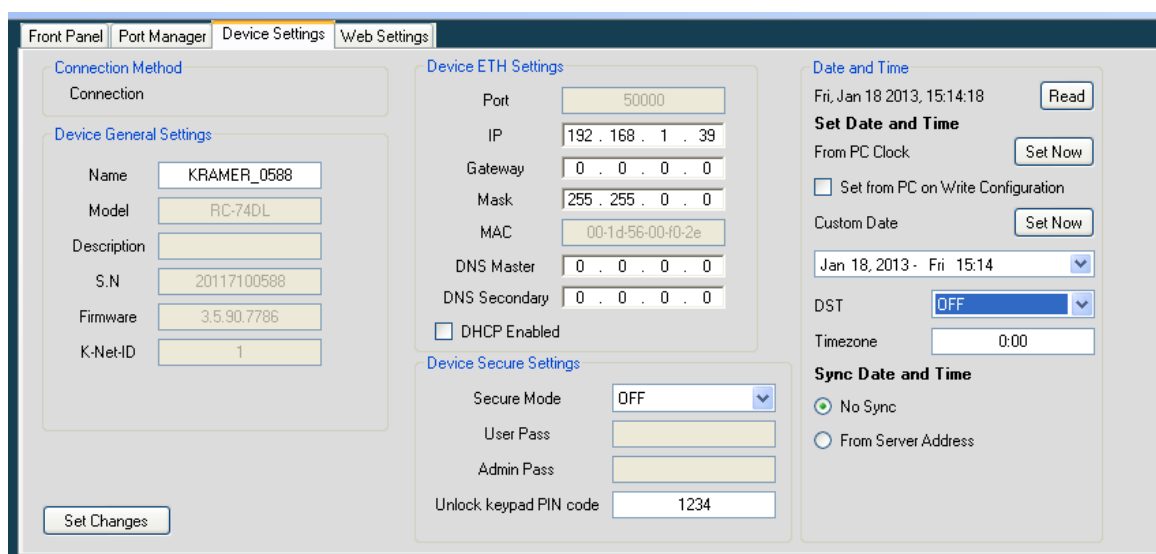 Front Panel Port Manager Device Settings Web Settings
Connection Method
Connection
Device General Settings
Name KRAMER_0588
Model RC-74DL
Description
S.N 20117100588
Firmware 3.5.90.7786
K-Net-ID 1
Set Changes
Device ETH Settings
Port 50000
IP 192 . 168 . 1 . 39
Gateway 0 . 0 . 0 . 0
Mask 255 . 255 . 0 . 0
MAC 00-1d-56-00-f0-2e
DNS Master 0 . 0 . 0 . 0
DNS Secondary 0 . 0 . 0 . 0
DHCP Enabled
Device Secure Settings
Secure Mode OFF
User Pass
Admin Pass
Unlock keypad PIN code 1234
Date and Time
Fri, Jan 18 2013, 15:14:18 Read
Set Date and Time
From PC Clock Set Now
Set from PC on Write Configuration
Custom Date Set Now
Jan 18, 2013 - Fri 15:14
DST OFF
Timezone 0:00
Sync Date and Time
No Sync
From Server Address